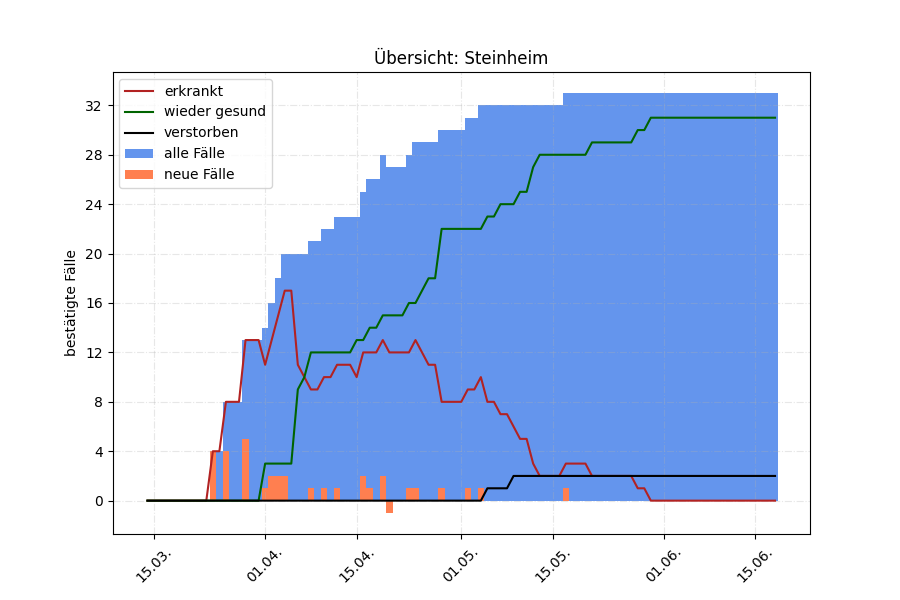 Übersicht: Steinheim
erkrankt
wieder gesund
verstorben
alle Fälle
neue Fälle
bestätigte Fälle
32
28
24
20
16
12
8
4
0
15.03.
01.04.
15.04.
01.05.
15.05.
01.06.
15.06.